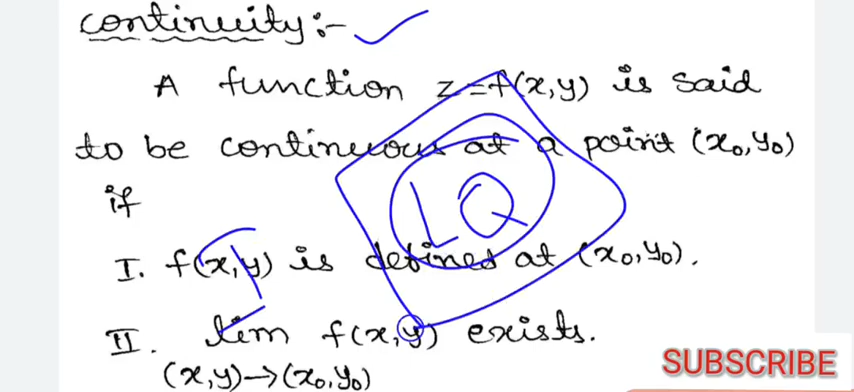 continuity:-
A function z=f(x,y) is said
to be continuous at a point (x₀,y₀)
if
LQ
I. f(x,y) is defined at (x₀,y₀).
II. lim f(x,y) exists.
(x,y)→(x₀,y₀)
SUBSCRIBE